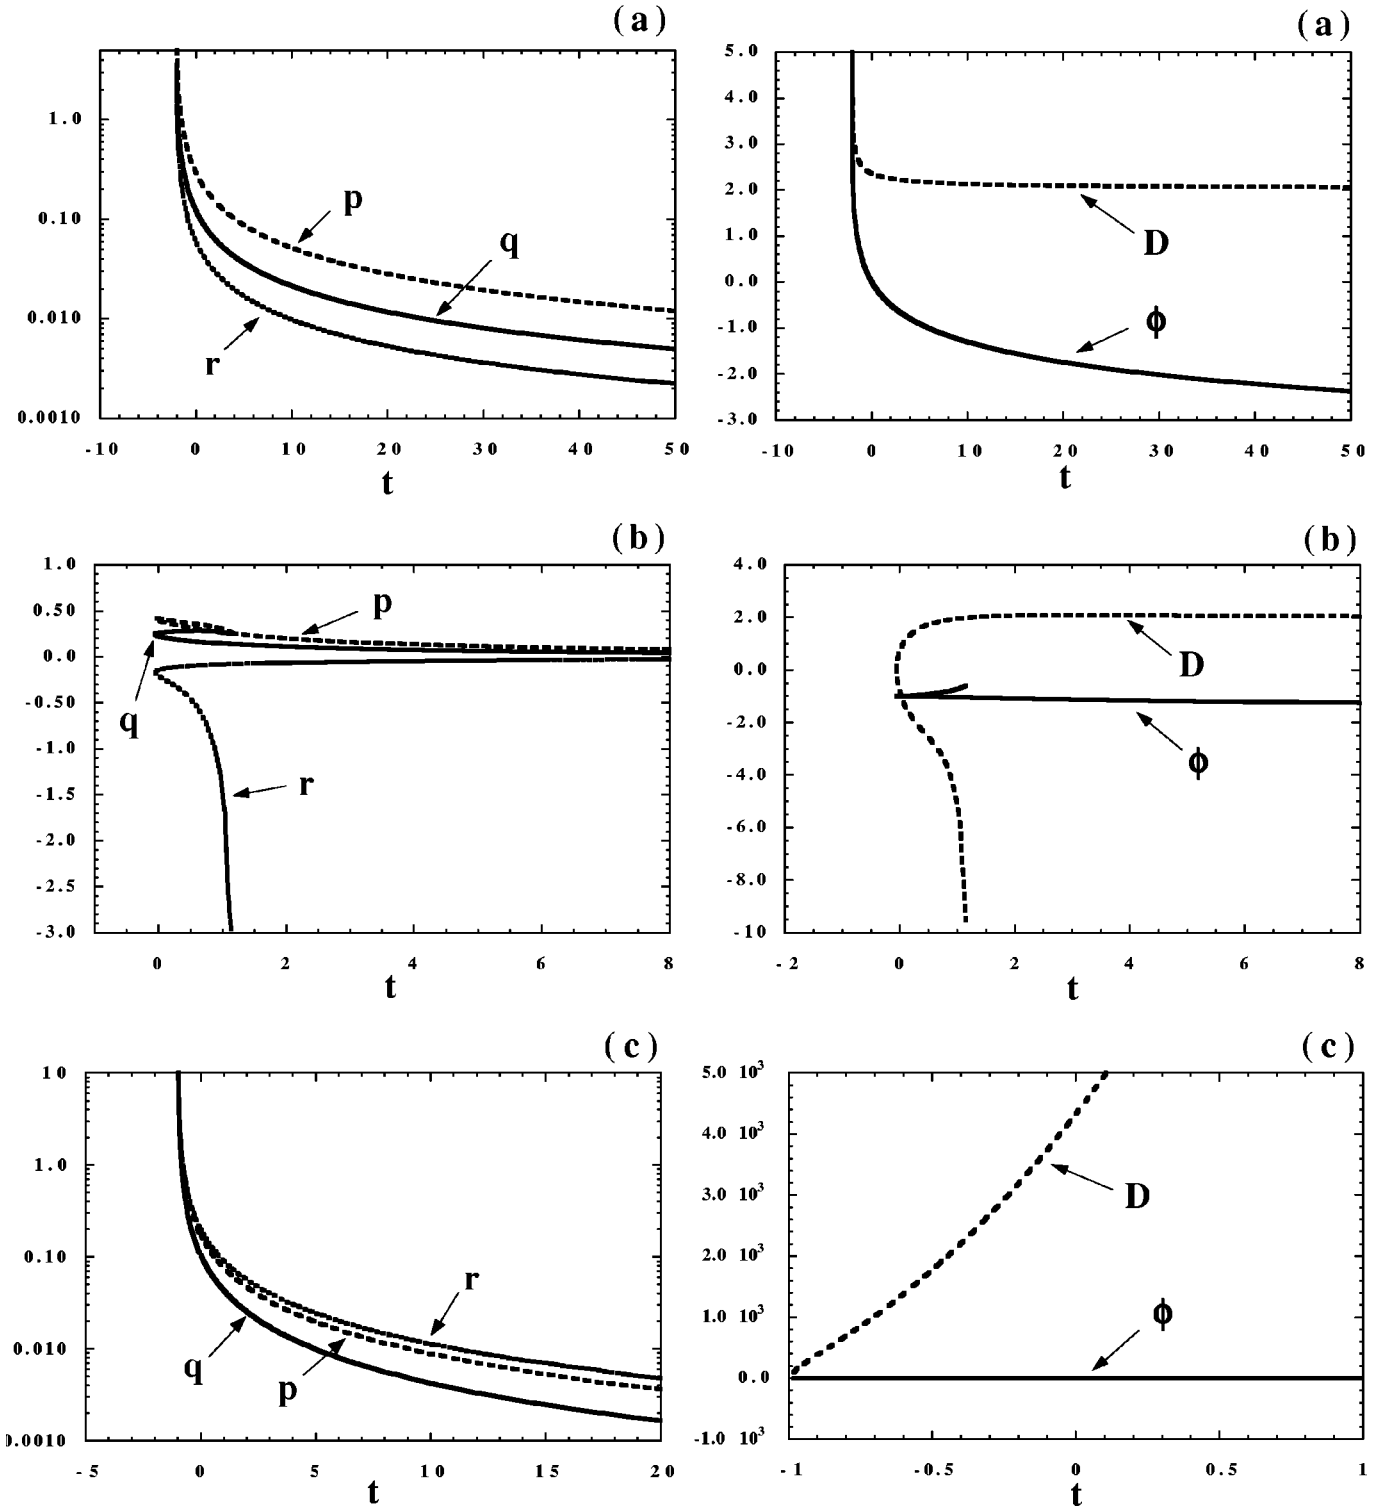 (a)
1.0
0.10
0.010
0.0010
-10 0 10 20 30 40 50
t
p
q
r
(a)
5.0
4.0
3.0
2.0
1.0
0.0
-1.0
-2.0
-3.0
-10 0 10 20 30 40 50
t
D
ϕ
(b)
1.0
0.50
0.0
-0.50
-1.0
-1.5
-2.0
-2.5
-3.0
0 2 4 6 8
t
p
q
r
(b)
4.0
2.0
0.0
-2.0
-4.0
-6.0
-8.0
-10
-2 0 2 4 6 8
t
D
ϕ
(c)
10
1.0
0.10
0.010
0.0010
-5 0 5 10 15 20
t
r
q
p
(c)
5.0 10³
4.0 10³
3.0 10³
2.0 10³
1.0 10³
0.0
-1.0 10³
-1 -0.5 0 0.5 1
t
D
ϕ